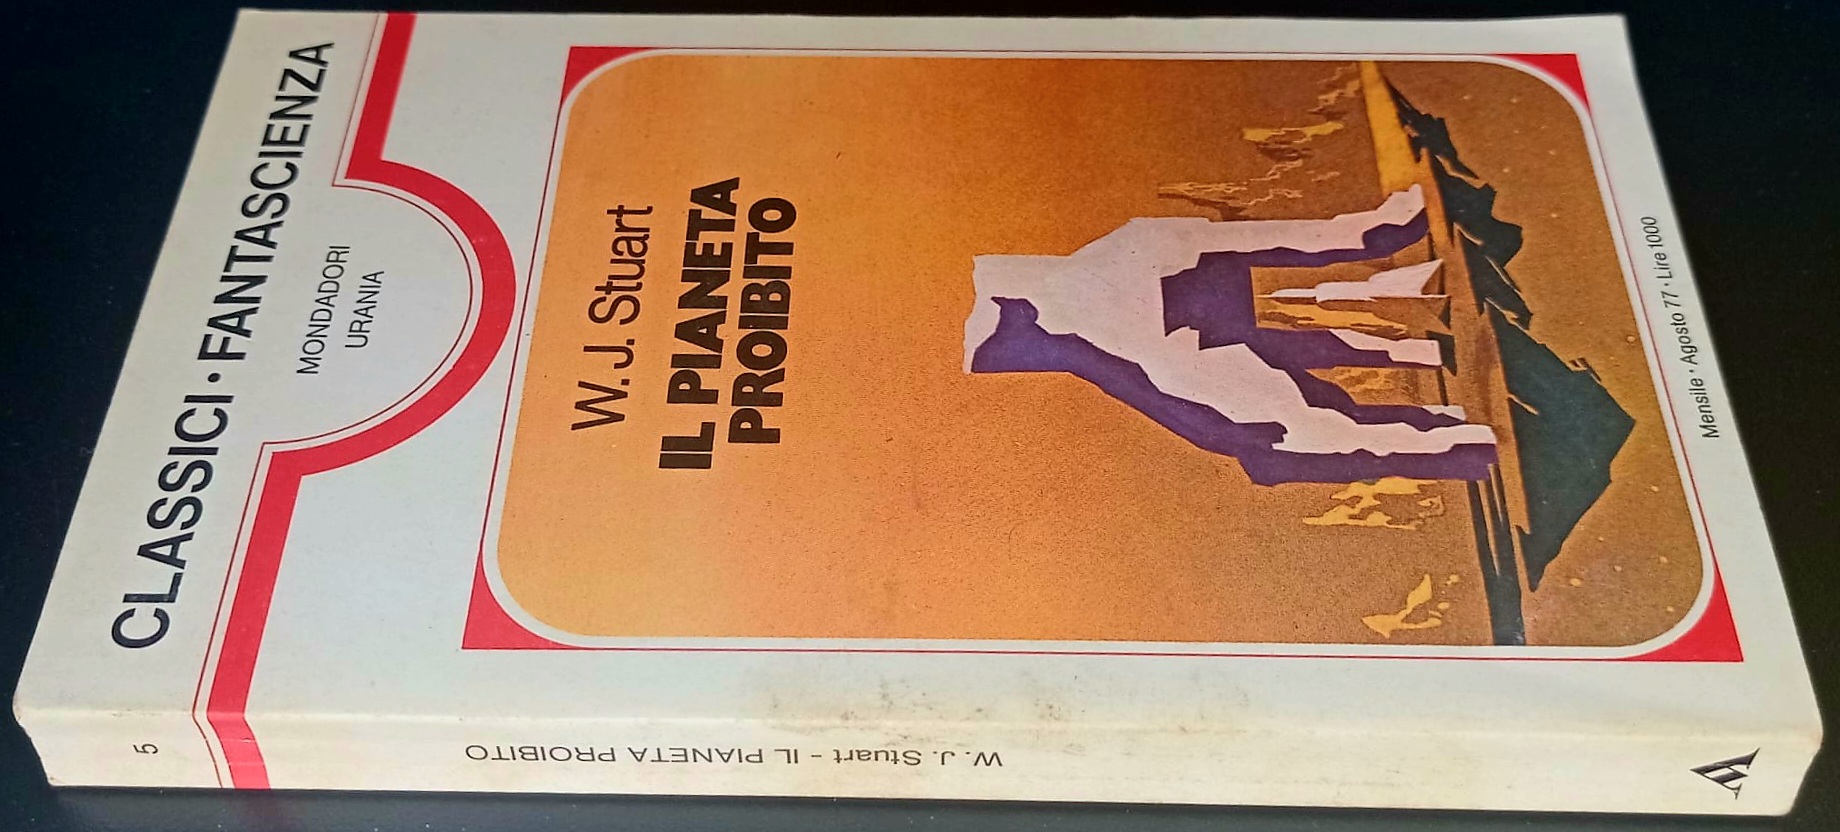 CLASSICI • FANTASCIENZA
MONDADORI
URANIA
W. J. Stuart
IL PIANETA
PROIBITO
Mensile • Agosto 77 • Lire 1000
5
W. J. Stuart - IL PIANETA PROIBITO